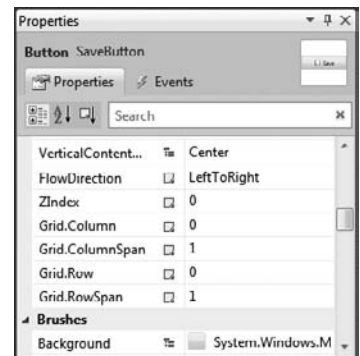 Properties
Button SaveButton
Properties Events
Search
VerticalContent... Center
FlowDirection LeftToRight
ZIndex 0
Grid.Column 0
Grid.ColumnSpan 1
Grid.Row 0
Grid.RowSpan 1
Brushes
Background System.Windows.M